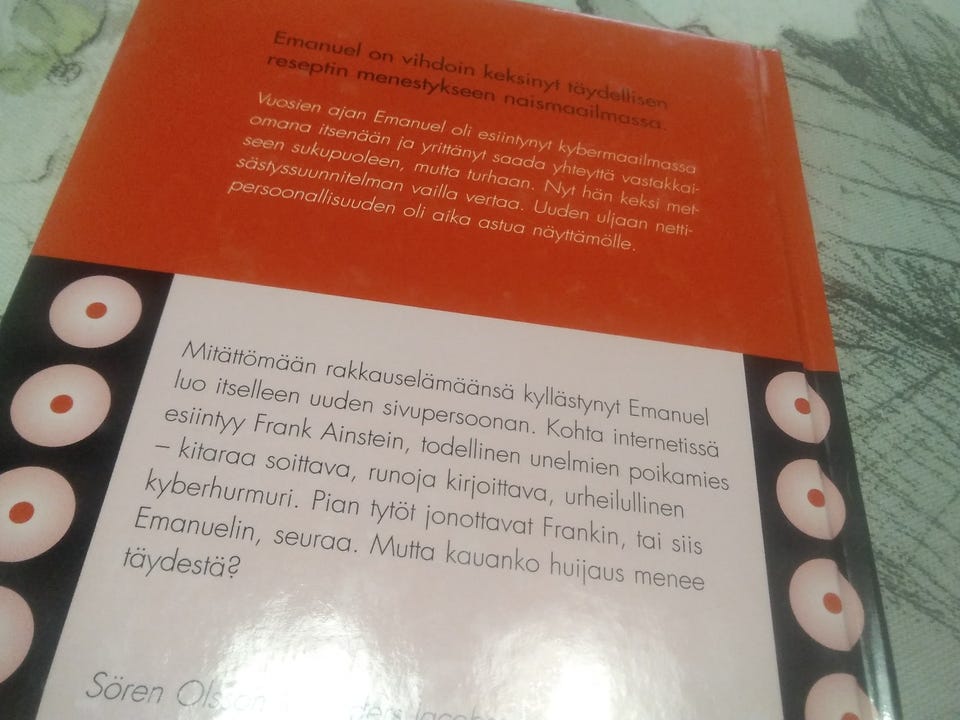 Emanuel on vihdoin keksinyt täydellisen
reseptin menestykseen naismaailmassa.
Vuosien ajan Emanuel oli esiintynyt kybermaailmassa
omana itsenään ja yrittänyt saada yhteyttä vastakkai-
seen sukupuoleen, mutta turhaan. Nyt hän keksi met-
sästyssuunnitelman vailla vertaa. Uuden uljaan netti-
persoonallisuuden oli aika astua näyttämölle.
Mitättömään rakkauselämäänsä kyllästynyt Emanuel
luo itselleen uuden sivupersoonan. Kohta internetissä
esiintyy Frank Ainstein, todellinen unelmien poikamies
– kitaraa soittava, runoja kirjoittava, urheilullinen
kyberhurmuri. Pian tytöt jonottavat Frankin, tai siis
Emanuelin, seuraa. Mutta kauanko huijaus menee
täydestä?
Sören Olsson